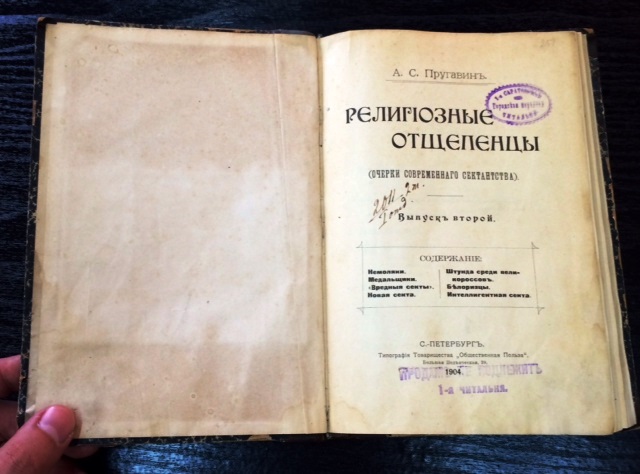 А. С. Пругавинъ.
РЕЛИГІОЗНЫЕ
ОТЩЕПЕНЦЫ
(ОЧЕРКИ СОВРЕМЕННАГО СЕКТАНТСТВА).
Выпускъ второй.
СОДЕРЖАНІЕ:
Немоляки.
Медальщики.
«Вредныя секты».
Новая секта.
Штунда среди вели-
короссовъ.
Бѣлоризцы.
Интеллигентная секта.
С.-ПЕТЕРБУРГЪ.
Типографія Товарищества „Общественная Польза“.
1904
ПОДЛЕЖИТЪ
1-я читальня.